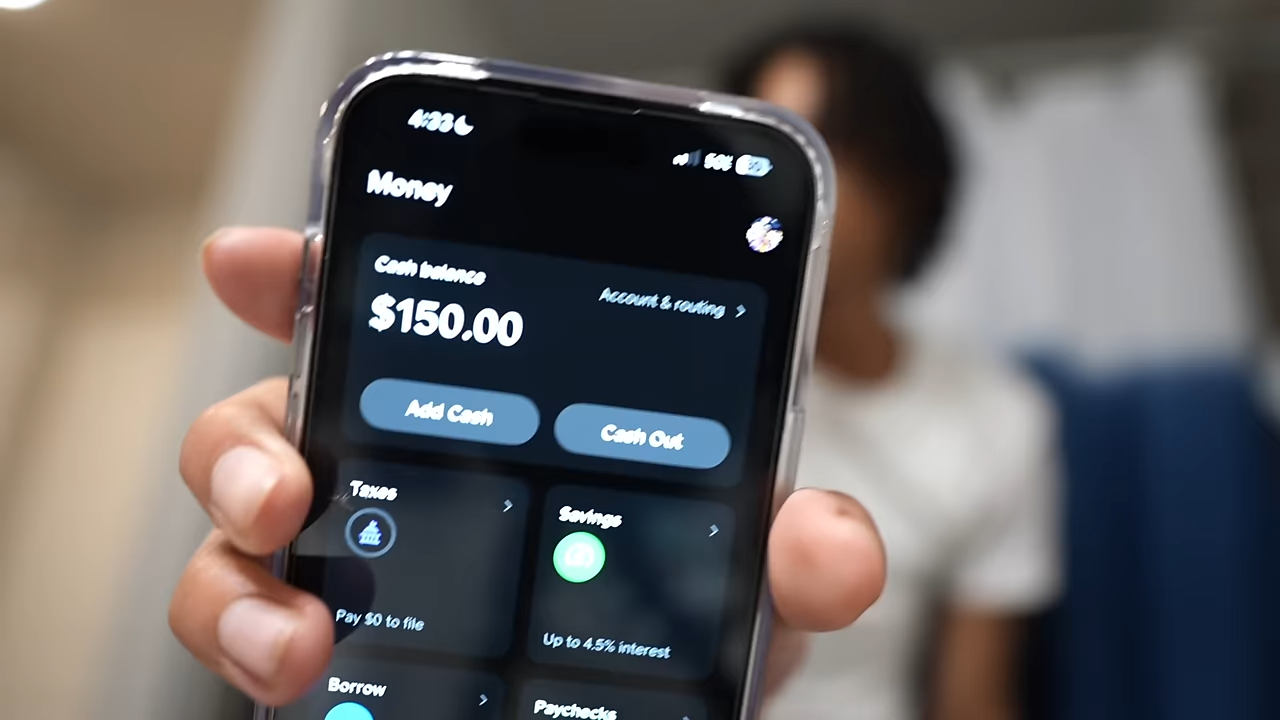 4:33
56%
Money
Cash balance
Account & routing
$150.00
Add Cash
Cash Out
Taxes
Savings
Pay $0 to file
Up to 4.5% interest
Borrow
Paychecks